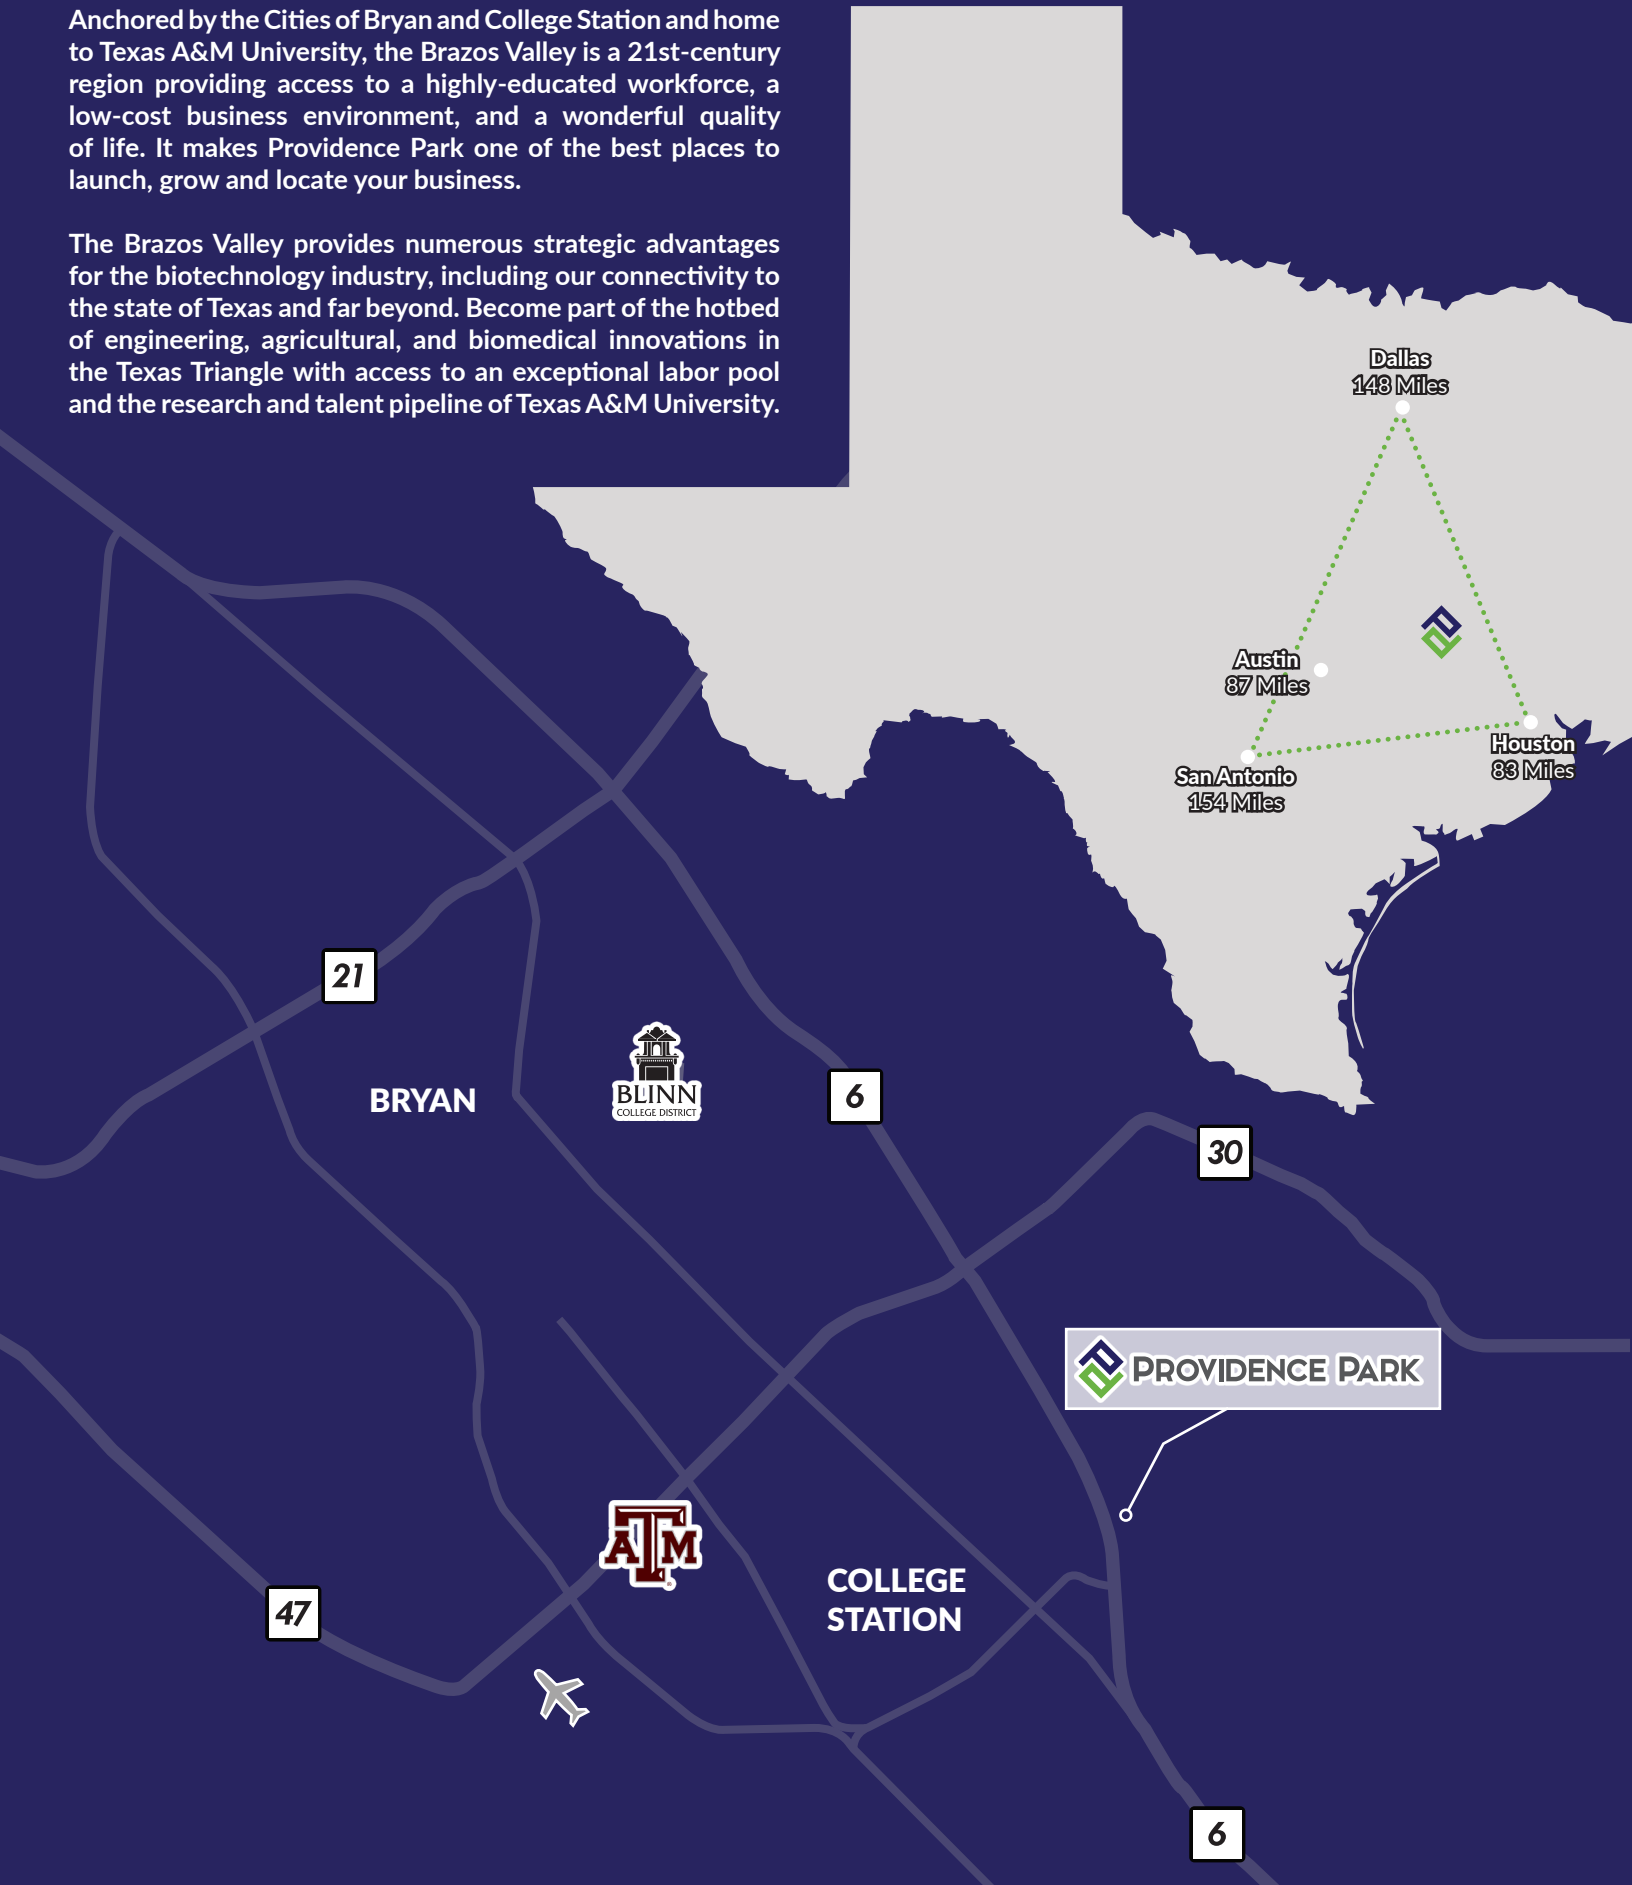 Anchored by the Cities of Bryan and College Station and home
to Texas A&M University, the Brazos Valley is a 21st-century
region providing access to a highly-educated workforce, a
low-cost business environment, and a wonderful quality
of life. It makes Providence Park one of the best places to
launch, grow and locate your business.
The Brazos Valley provides numerous strategic advantages
for the biotechnology industry, including our connectivity to
the state of Texas and far beyond. Become part of the hotbed
of engineering, agricultural, and biomedical innovations in
the Texas Triangle with access to an exceptional labor pool
and the research and talent pipeline of Texas A&M University.
Dallas
148 Miles
Austin
87 Miles
Houston
83 Miles
San Antonio
154 Miles
21
BRYAN
BLINN
COLLEGE DISTRICT
6
30
PROVIDENCE PARK
ATM
COLLEGE
STATION
47
6